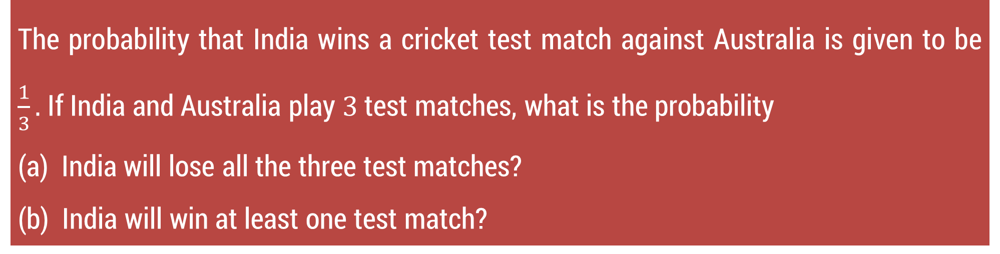 The probability that India wins a cricket test match against Australia is given to be
$\frac{1}{3}$. If India and Australia play 3 test matches, what is the probability
(a) India will lose all the three test matches?
(b) India will win at least one test match?